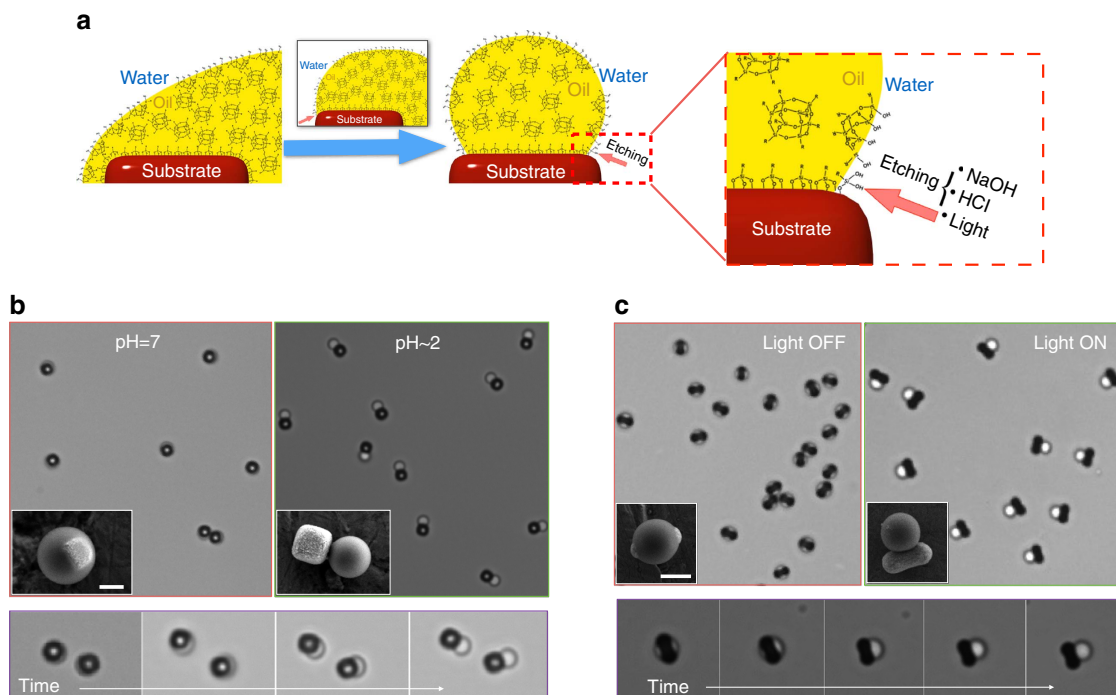 a
Water
Oil
Substrate
Water
Oil
Substrate
Oil
Water
Etching
Substrate
Oil
Water
Etching
• NaOH
• HCl
• Light
Substrate
b
pH=7
pH~2
Time
c
Light OFF
Light ON
Time